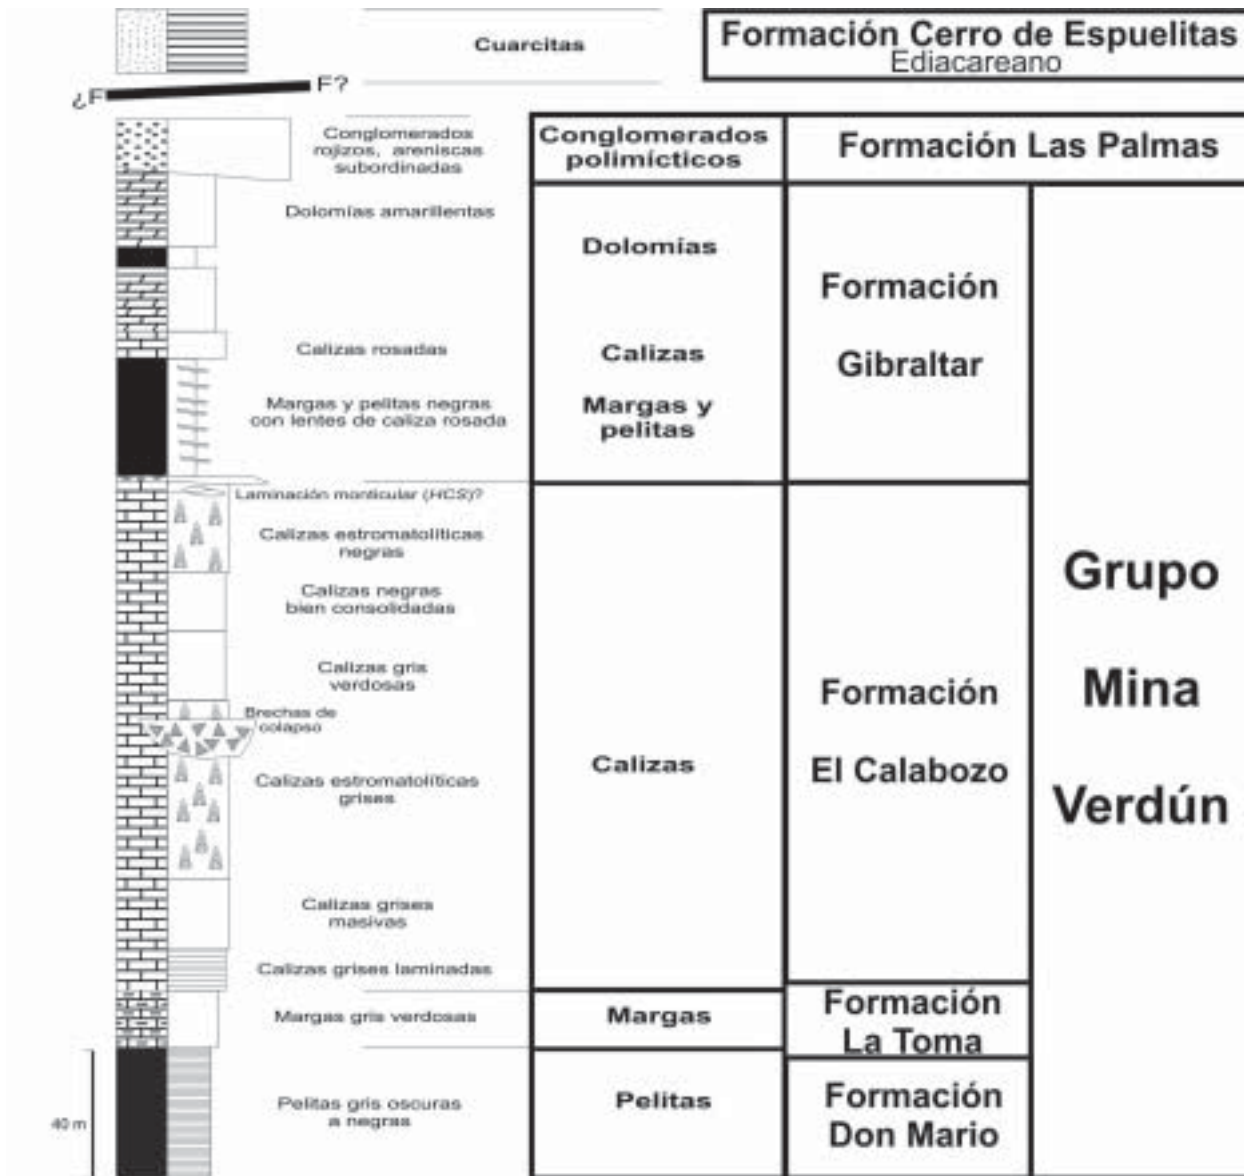 Cuarcitas
Formación Cerro de Espuelitas
Ediacareano
¿F
F?
Conglomerados
rojizos, areniscas
subordinadas
Conglomerados
polimícticos
Formación Las Palmas
Dolomías amarillentas
Dolomías
Formación
Gibraltar
Calizas rosadas
Calizas
Margas y pelitas negras
con lentes de caliza rosada
Margas y
pelitas
Laminación monticular (HCS)?
Calizas estromatolíticas
negras
Calizas negras
bien consolidadas
Calizas gris
verdosas
Brechas de
colapso
Calizas estromatolíticas
grises
Calizas grises
masivas
Calizas grises laminadas
Calizas
Formación
El Calabozo
Grupo
Mina
Verdún
Margas gris verdosas
Margas
Formación
La Toma
Pelitas gris oscuras
a negras
Pelitas
Formación
Don Mario
40 m